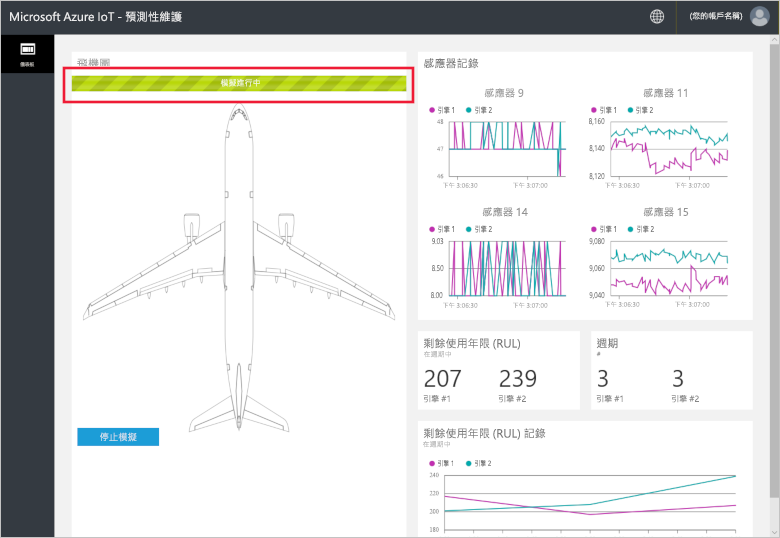 Microsoft Azure IoT - 預測性維護
(您的帳戶名稱)
儀表板
飛機圖
模擬進行中
停止模擬
感應器記錄
感應器 9
引擎 1
引擎 2
48
47
46
下午 3:06:30
下午 3:07:00
感應器 11
引擎 1
引擎 2
8,160
8,140
8,120
下午 3:06:30
下午 3:07:00
感應器 14
引擎 1
引擎 2
9.03
8.50
8.00
下午 3:06:30
下午 3:07:00
感應器 15
引擎 1
引擎 2
9,080
9,060
9,040
下午 3:06:30
下午 3:07:00
剩餘使用年限 (RUL)
在週期中
207
239
引擎 #1
引擎 #2
週期
#
3
3
引擎 #1
引擎 #2
剩餘使用年限 (RUL) 記錄
在週期中
引擎 1
引擎 2
320
300
180